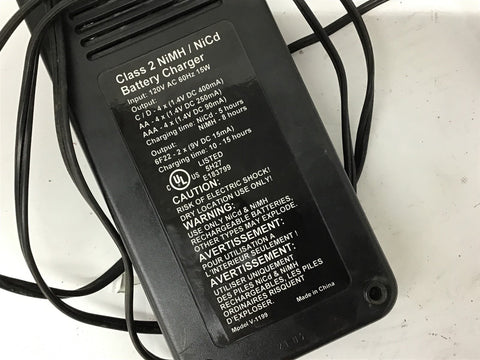 Class 2 NiMH / NiCd
Battery Charger
Input: 120V AC 60Hz 15W
Output:
C / D - 4 x (1.4V DC 400mA)
AA - 4 x (1.4V DC 250mA)
AAA - 4 x (1.4V DC 90mA)
Charging time: NiCd - 5 hours
NiMH - 8 hours
Output:
6F22 - 2 x (9V DC 15mA)
Charging time: 10 - 15 hours
C UL US LISTED
5H27
E183799
CAUTION:
RISK OF ELECTRIC SHOCK!
DRY LOCATION USE ONLY!
WARNING:
USE ONLY NiCd & NiMH
RECHARGEABLE BATTERIES,
OTHER TYPES MAY EXPLODE.
AVERTISSEMENT:
POUR UTILISATION A
L'INTERIEUR SEULEMENT !
AVERTISSEMENT:
UTILISER UNIQUEMENT
DES PILES NiCd & NiMH
RECHARGEABLES, LES PILES
ORDINAIRES RISQUENT
D'EXPLOSER.
Model V-1199
Made in China